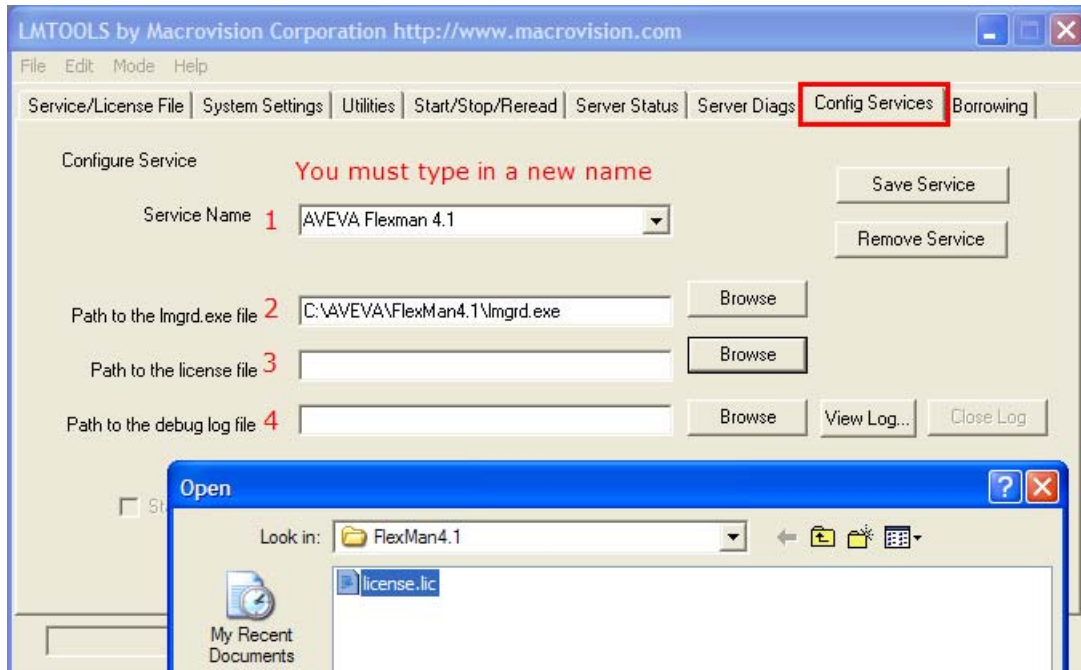 LMTOOLS by Macrovision Corporation http://www.macrovision.com
File Edit Mode Help
Service/License File System Settings Utilities Start/Stop/Reread Server Status Server Diags Config Services Borrowing
Configure Service
You must type in a new name
Save Service
Service Name 1 AVEVA Flexman 4.1
Remove Service
Path to the lmgrd.exe file 2 C:\AVEVA\FlexMan4.1\lmgrd.exe Browse
Path to the license file 3 Browse
Path to the debug log file 4 Browse View Log... Close Log
Open
Look in: FlexMan4.1
license.lic
My Recent
Documents